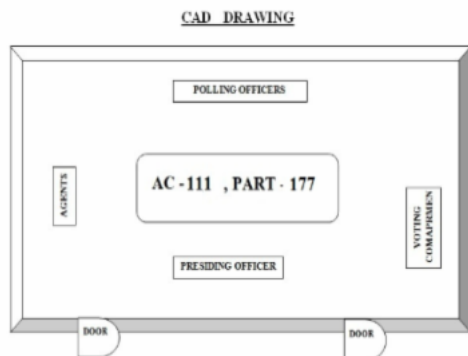 CAD DRAWING
POLLING OFFICERS
AGENTS
AC -111 , PART - 177
VOTING
COMAPRMEN
PRESIDING OFFICER
DOOR
DOOR